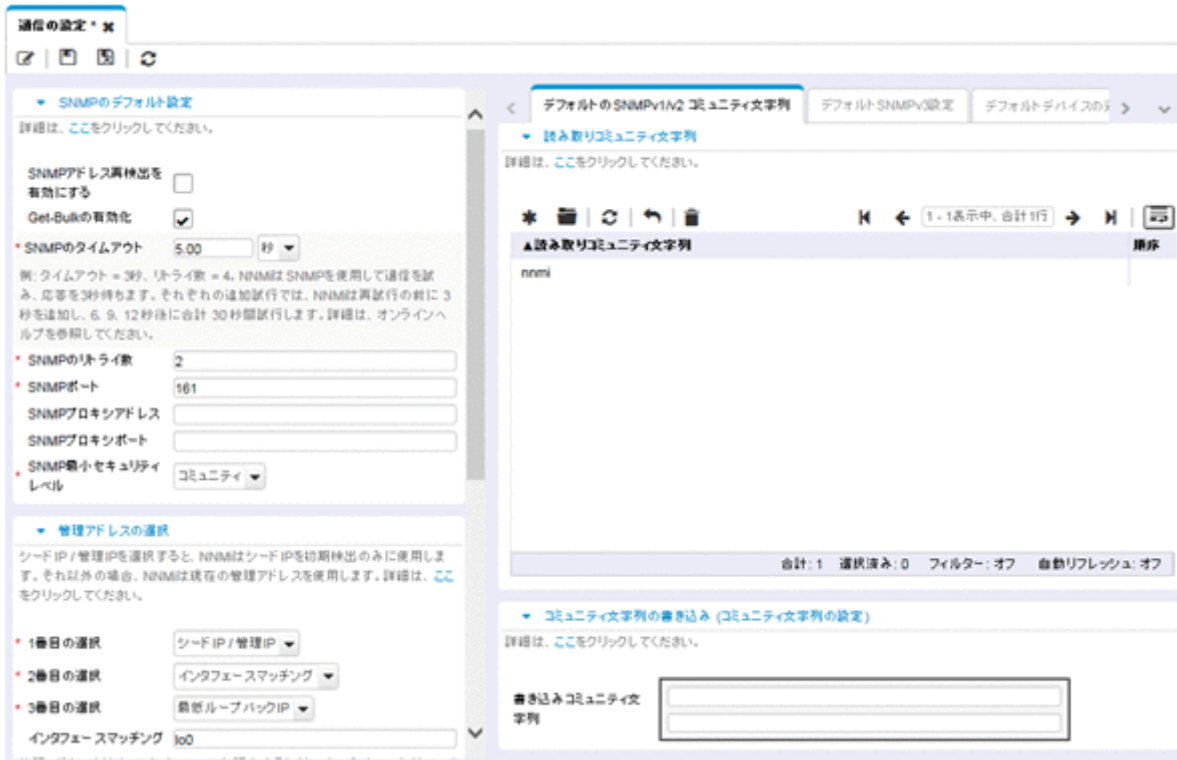 通信の設定 * ✖
SNMPのデフォルト設定
詳細は、ここをクリックしてください。
SNMPアドレス再検出を
有効にする
Get-Bulkの有効化
* SNMPのタイムアウト 5.00 秒
例: タイムアウト = 3秒、リトライ数 = 4。NNMiは SNMPを使用して通信を試
み、応答を3秒待ちます。それぞれの追加試行では、NNMiは再試行の前に 3
秒を追加し、6、9、12秒後に合計 30秒間試行します。詳細は、オンラインヘ
ルプを参照してください。
* SNMPのリトライ数 2
* SNMPポート 161
SNMPプロキシアドレス
SNMPプロキシポート
* SNMP最小セキュリティ
レベル コミュニティ
管理アドレスの選択
シード IP / 管理IPを選択すると、NNMiはシード IPを初期検出のみに使用しま
す。それ以外の場合、NNMiは現在の管理アドレスを使用します。詳細は、ここ
をクリックしてください。
* 1番目の選択 シード IP / 管理IP
* 2番目の選択 インタフェースマッチング
* 3番目の選択 最低ループバックIP
インタフェースマッチング lo0
デフォルトの SNMPv1/v2 コミュニティ文字列
デフォルト SNMPv3設定
デフォルトデバイスの
読み取りコミュニティ文字列
詳細は、ここをクリックしてください。
1 - 1表示中、合計1行
▲読み取りコミュニティ文字列 順序
nnmi
合計: 1 選択済み: 0 フィルター: オフ 自動リフレッシュ: オフ
コミュニティ文字列の書き込み (コミュニティ文字列の設定)
詳細は、ここをクリックしてください。
書き込みコミュニティ文
字列